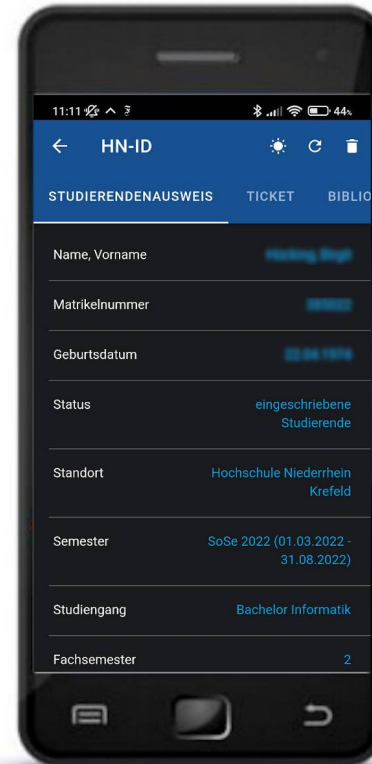 11:11 44%
HN-ID
STUDIERENDENAUSWEIS TICKET BIBLIO
Name, Vorname
Matrikelnummer
Geburtsdatum
Status eingeschriebene
Studierende
Standort Hochschule Niederrhein
Krefeld
Semester SoSe 2022 (01.03.2022 -
31.08.2022)
Studiengang Bachelor Informatik
Fachsemester 2